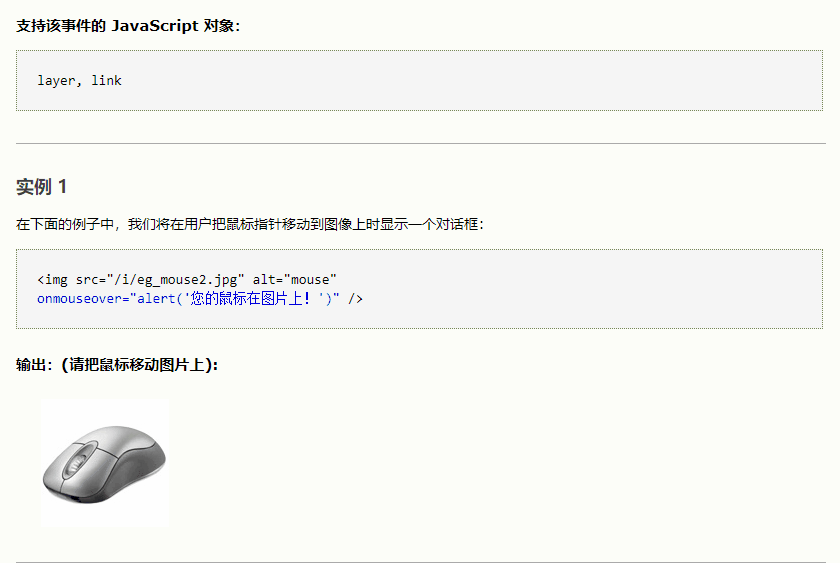 支持该事件的 JavaScript 对象：
layer, link
实例 1
在下面的例子中，我们将在用户把鼠标指针移动到图像上时显示一个对话框：
<img src="/i/eg_mouse2.jpg" alt="mouse"
onmouseover="alert('您的鼠标在图片上！')" />
输出：(请把鼠标移动图片上):